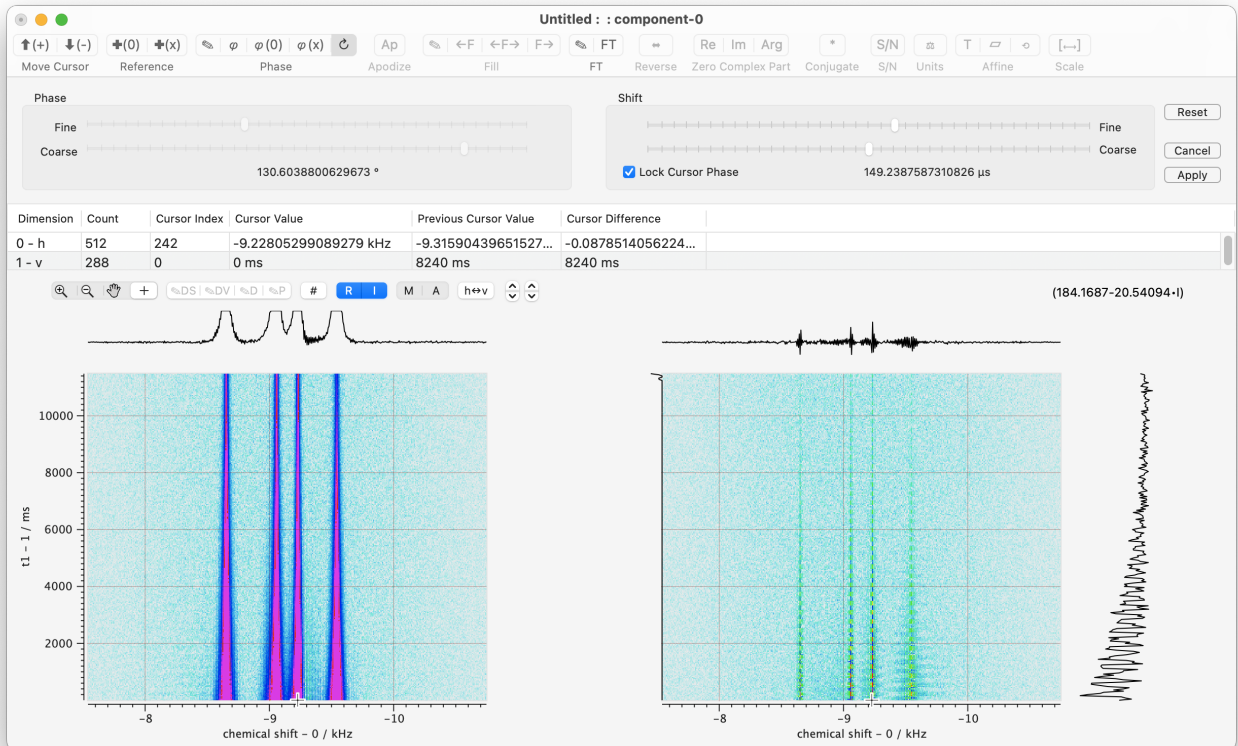 Untitled : : component-0
(+) (-) (0) (x) φ φ(0) φ(x) Ap F F F FT Re Im Arg * S/N T
Move Cursor Reference Phase Apodize Fill FT Reverse Zero Complex Part Conjugate S/N Units Affine Scale
Phase Shift
Fine Fine
Coarse Coarse
130.6038800629673 °
Lock Cursor Phase 149.2387587310826 µs
Reset
Cancel
Apply
Dimension Count Cursor Index Cursor Value Previous Cursor Value Cursor Difference
0 - h 512 242 -9.22805299089279 kHz -9.31590439651527... -0.0878514056224...
1 - v 288 0 0 ms 8240 ms 8240 ms
DS DV D P # R I M A h↔v
(184.1687-20.54094•I)
10000
8000
6000
4000
2000
t1 - 1 / ms
-8 -9 -10
chemical shift - 0 / kHz
-8 -9 -10
chemical shift - 0 / kHz